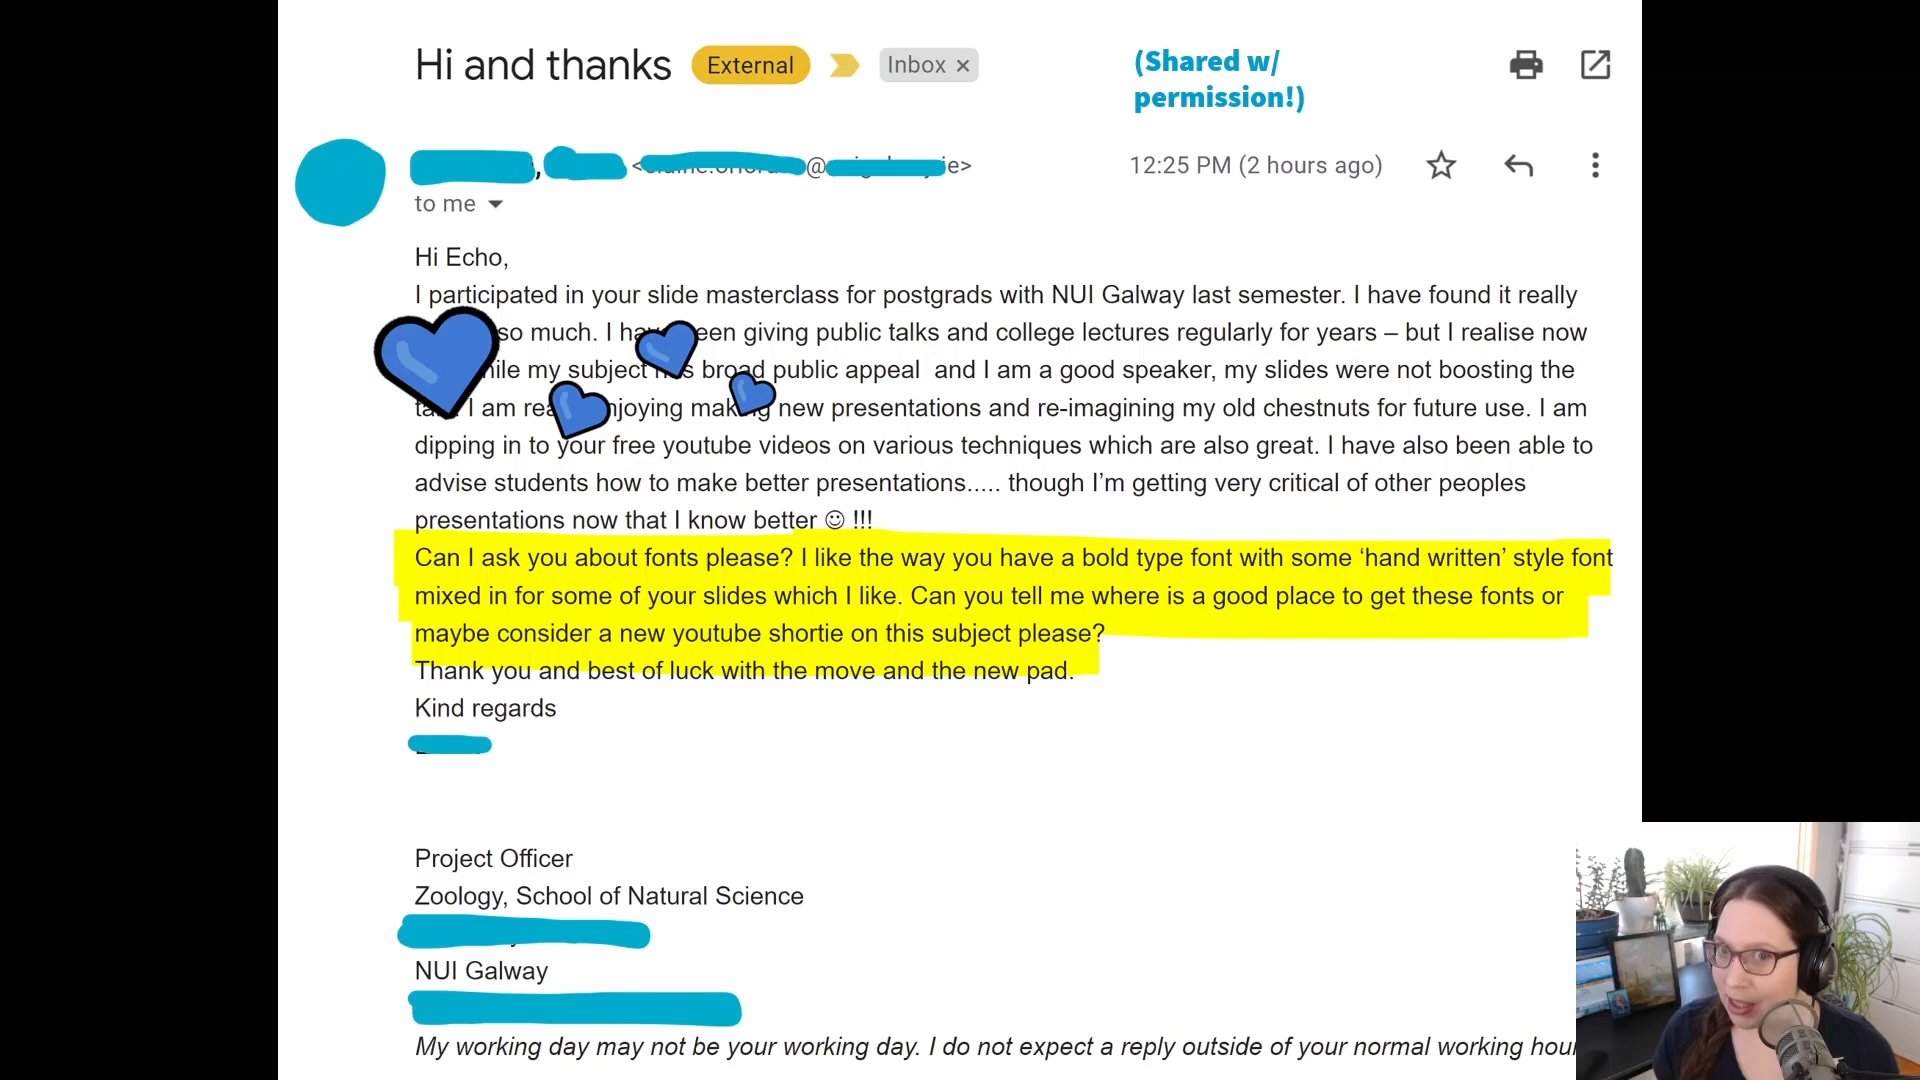 Hi and thanks External Inbox ×
(Shared w/
permission!)
, < @ e>
12:25 PM (2 hours ago)
to me
Hi Echo,
I participated in your slide masterclass for postgrads with NUI Galway last semester. I have found it really
so much. I have been giving public talks and college lectures regularly for years – but I realise now
my subject has broad public appeal and I am a good speaker, my slides were not boosting the
I am really enjoying making new presentations and re-imagining my old chestnuts for future use. I am
dipping in to your free youtube videos on various techniques which are also great. I have also been able to
advise students how to make better presentations..... though I'm getting very critical of other peoples
presentations now that I know better ☺ !!!
Can I ask you about fonts please? I like the way you have a bold type font with some ‘hand written’ style font
mixed in for some of your slides which I like. Can you tell me where is a good place to get these fonts or
maybe consider a new youtube shortie on this subject please?
Thank you and best of luck with the move and the new pad.
Kind regards
Project Officer
Zoology, School of Natural Science
NUI Galway
My working day may not be your working day. I do not expect a reply outside of your normal working